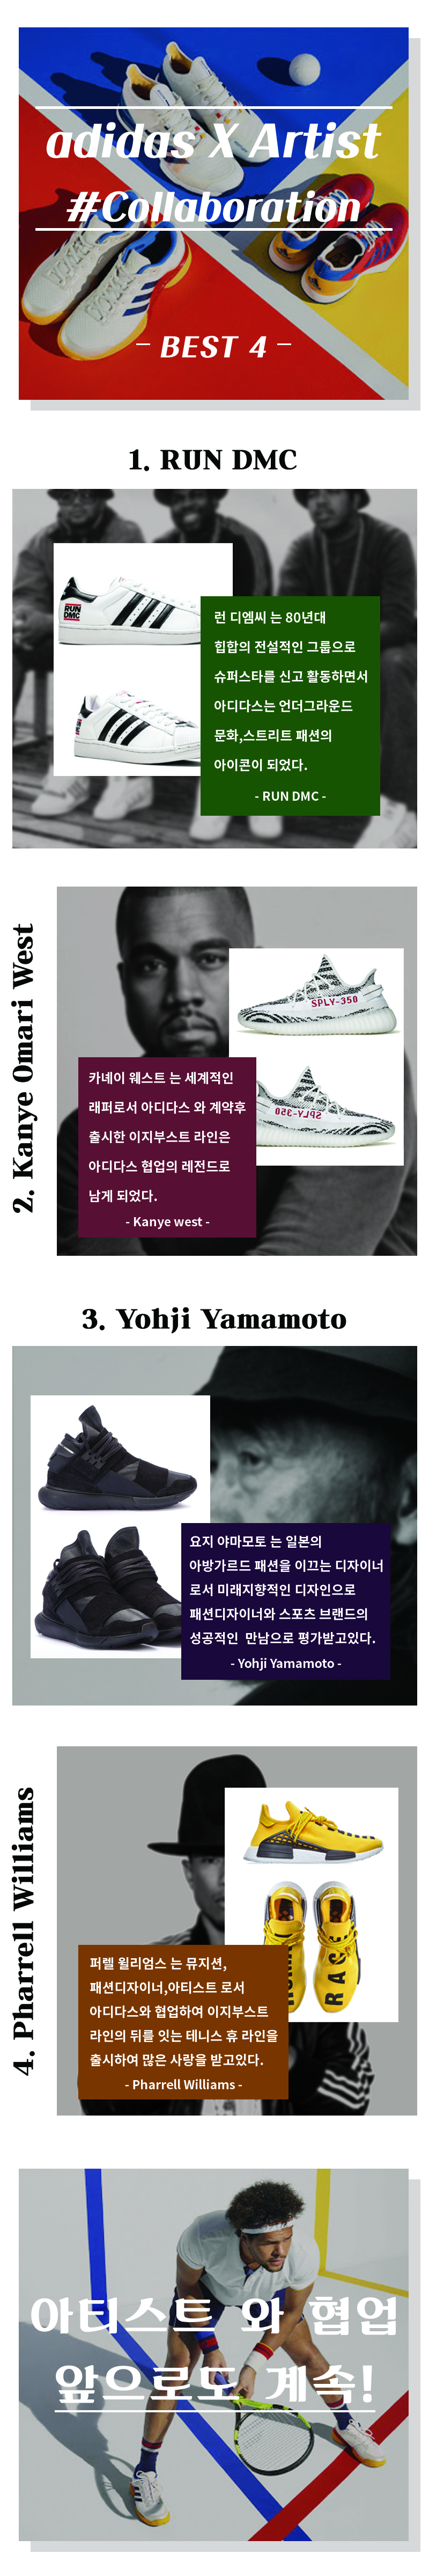 adidas X Artist
#Collaboration
- BEST 4 -
1. RUN DMC
RUN
DMC
런 디엠씨 는 80년대
힙합의 전설적인 그룹으로
슈퍼스타를 신고 활동하면서
아디다스는 언더그라운드
문화,스트리트 패션의
아이콘이 되었다.
- RUN DMC -
2. Kanye Omari West
SPLY-350
SPLY-350
카녜이 웨스트 는 세계적인
래퍼로서 아디다스 와 계약후
출시한 이지부스트 라인은
아디다스 협업의 레전드로
남게 되었다.
- Kanye west -
3. Yohji Yamamoto
요지 야마모토 는 일본의
아방가르드 패션을 이끄는 디자이너
로서 미래지향적인 디자인으로
패션디자이너와 스포츠 브랜드의
성공적인 만남으로 평가받고있다.
- Yohji Yamamoto -
4. Pharrell Williams
퍼렐 윌리엄스 는 뮤지션,
패션디자이너,아티스트 로서
아디다스와 협업하여 이지부스트
라인의 뒤를 잇는 테니스 휴 라인을
출시하여 많은 사랑을 받고있다.
- Pharrell Williams -
아티스트 와 협업
앞으로도 계속!